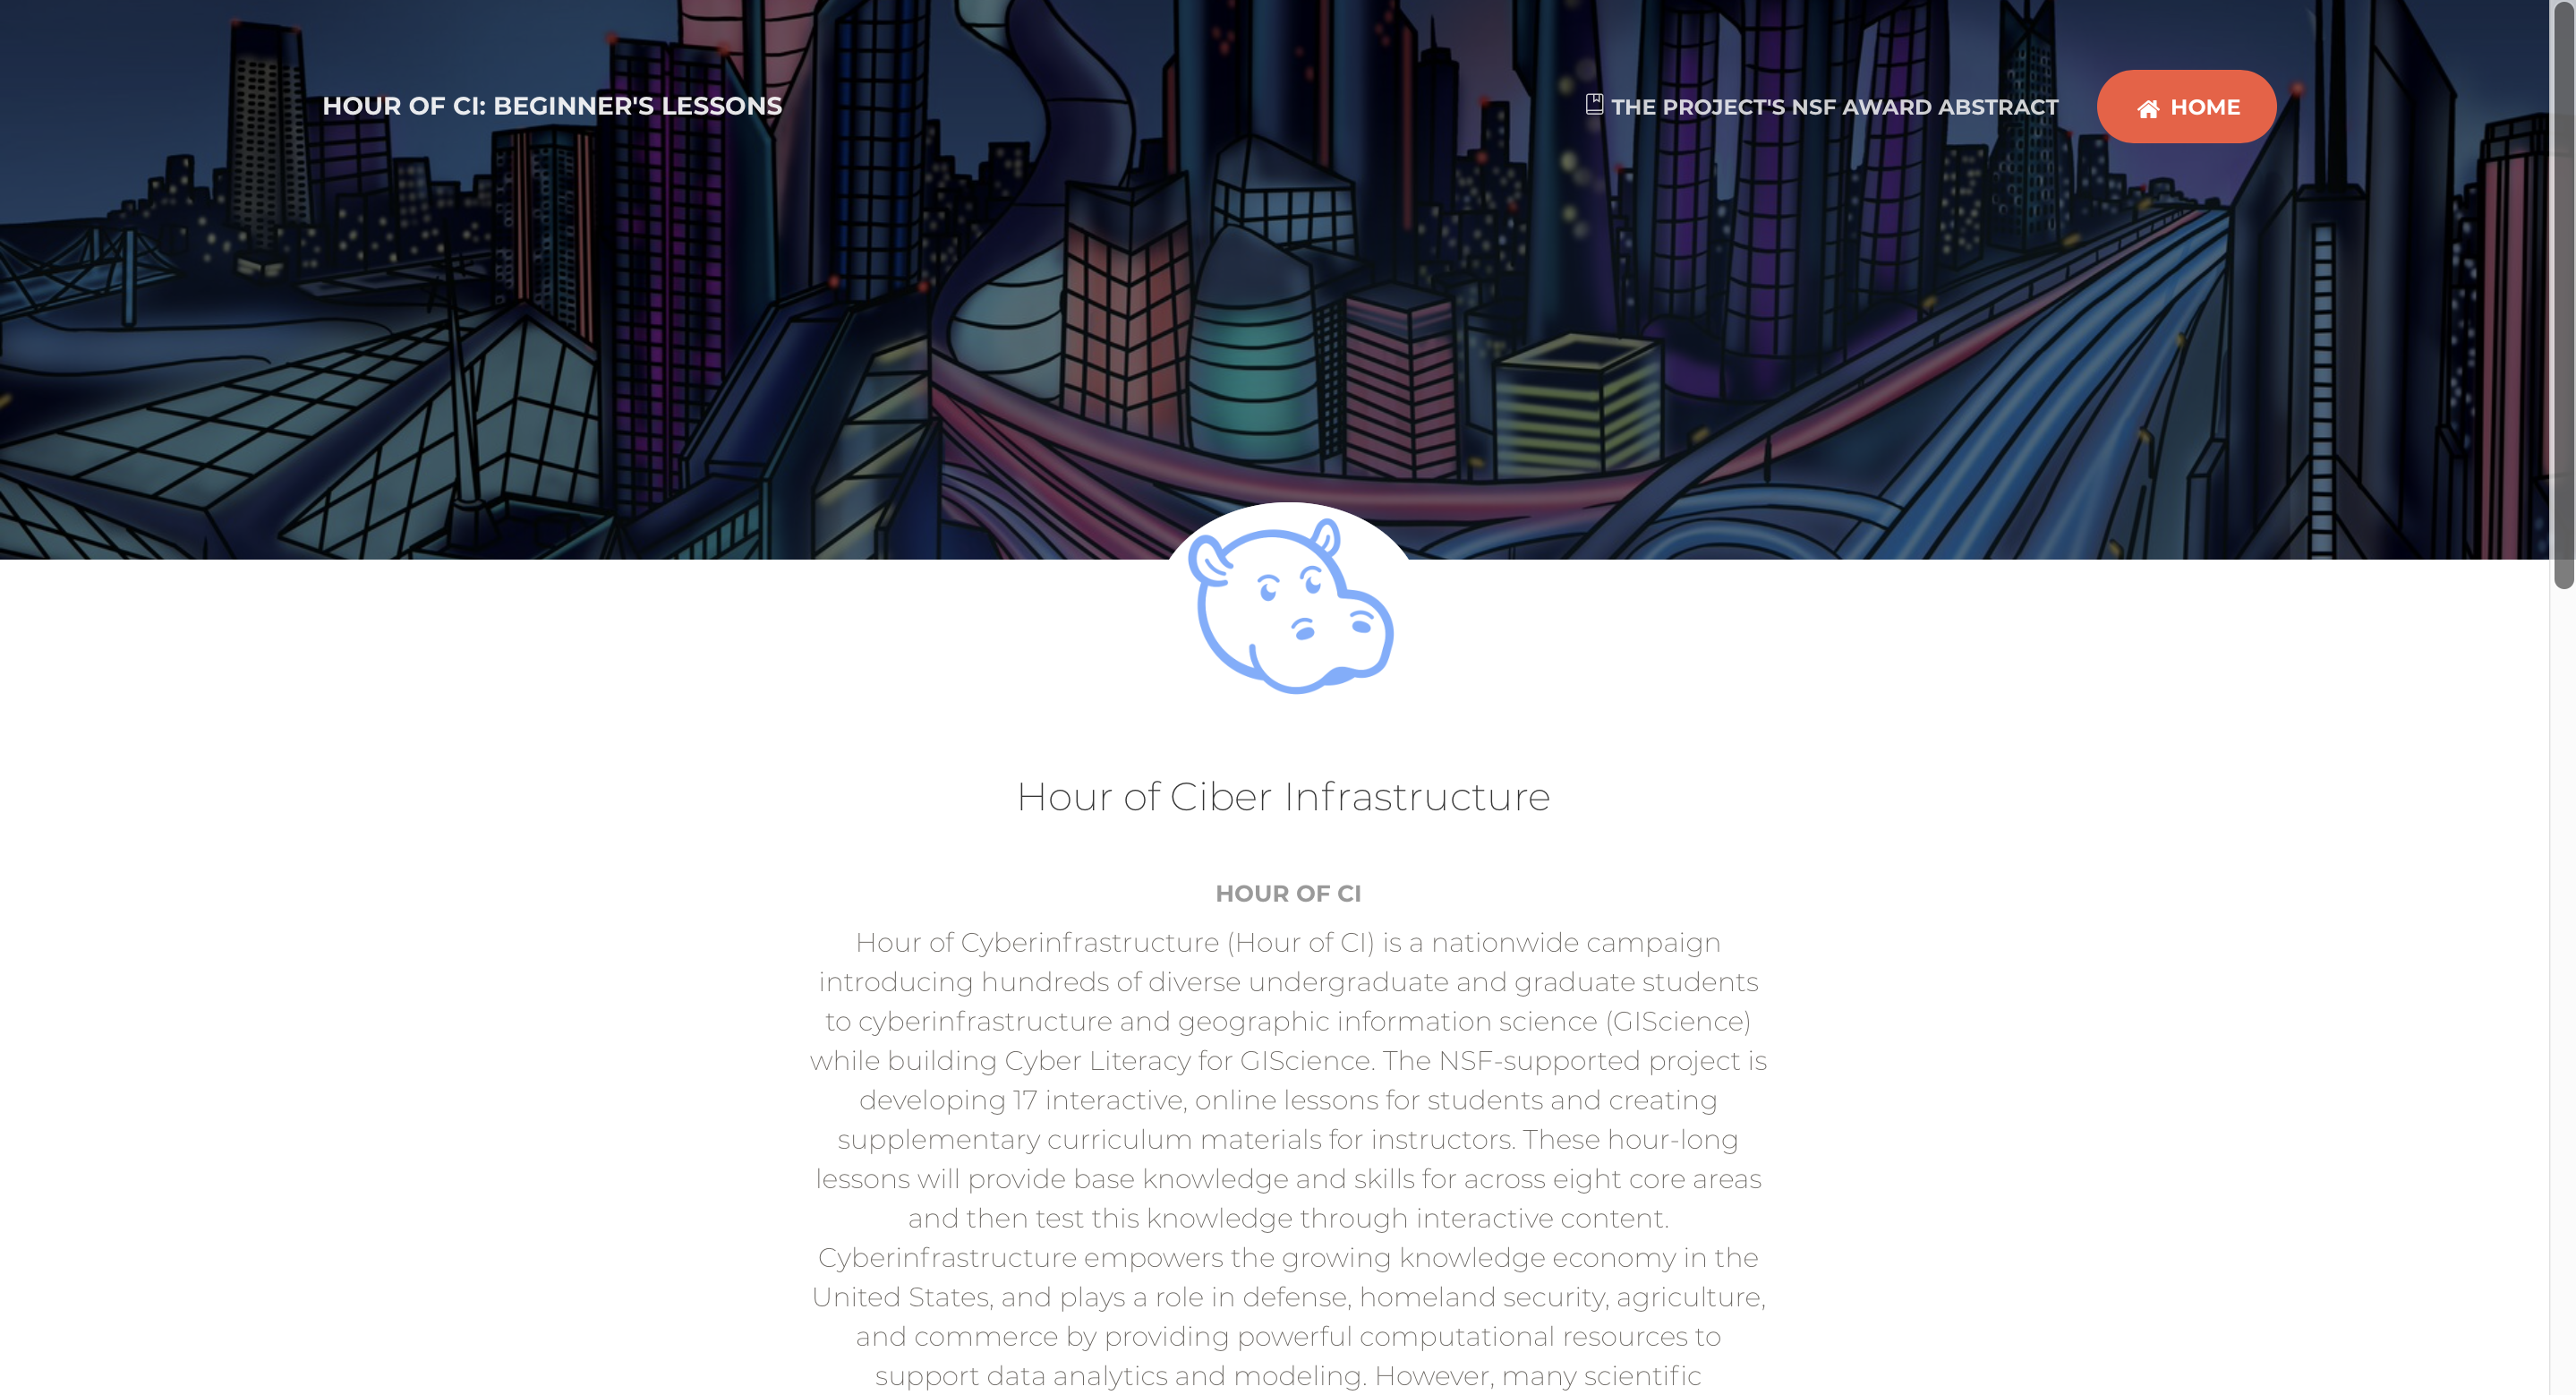 HOUR OF CI: BEGINNER'S LESSONS
THE PROJECT'S NSF AWARD ABSTRACT
HOME
Hour of Ciber Infrastructure
HOUR OF CI
Hour of Cyberinfrastructure (Hour of CI) is a nationwide campaign
introducing hundreds of diverse undergraduate and graduate students
to cyberinfrastructure and geographic information science (GIScience)
while building Cyber Literacy for GIScience. The NSF-supported project is
developing 17 interactive, online lessons for students and creating
supplementary curriculum materials for instructors. These hour-long
lessons will provide base knowledge and skills for across eight core areas
and then test this knowledge through interactive content.
Cyberinfrastructure empowers the growing knowledge economy in the
United States, and plays a role in defense, homeland security, agriculture,
and commerce by providing powerful computational resources to
support data analytics and modeling. However, many scientific